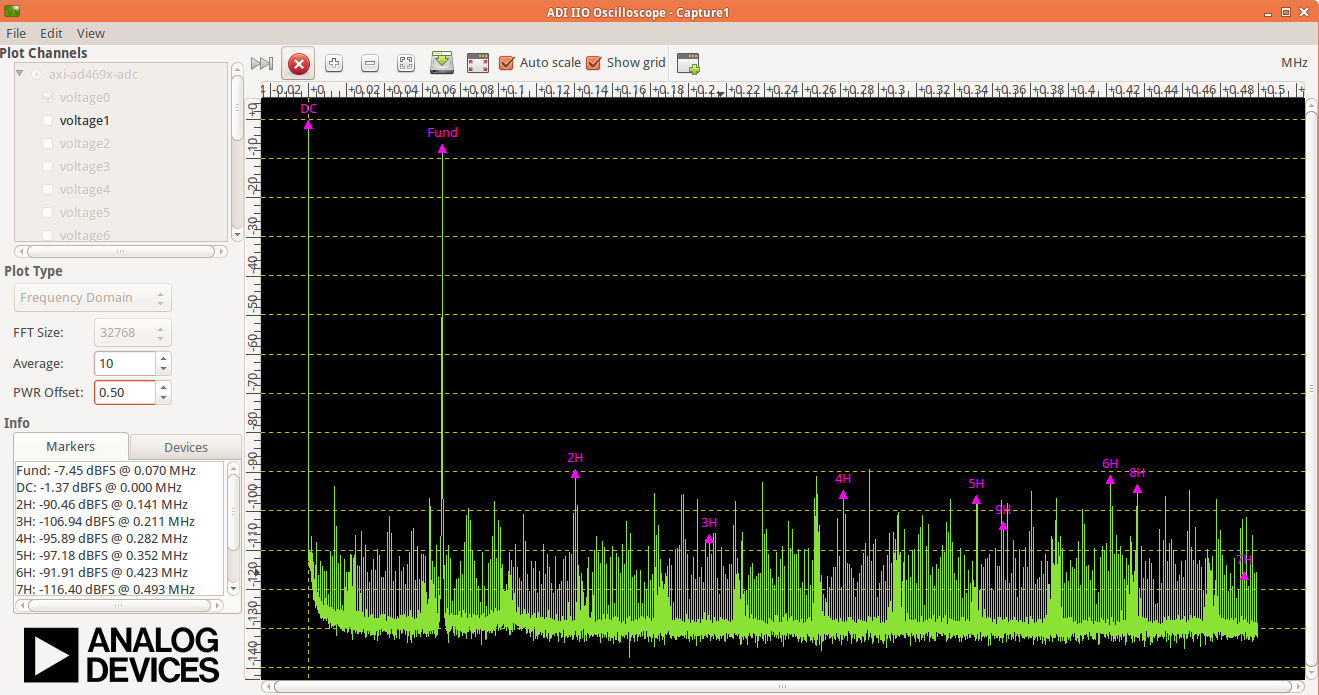 ADI IIO Oscilloscope - Capture1
File Edit View
Plot Channels
axi-ad469x-adc
voltage0
voltage1
voltage2
voltage3
voltage4
voltage5
voltage6
Plot Type
Frequency Domain
FFT Size: 32768
Average: 10
PWR Offset: 0.50
Info
Markers Devices
Fund: -7.45 dBFS @ 0.070 MHz
DC: -1.37 dBFS @ 0.000 MHz
2H: -90.46 dBFS @ 0.141 MHz
3H: -106.94 dBFS @ 0.211 MHz
4H: -95.89 dBFS @ 0.282 MHz
5H: -97.18 dBFS @ 0.352 MHz
6H: -91.91 dBFS @ 0.423 MHz
7H: -116.40 dBFS @ 0.493 MHz
ANALOG
DEVICES
Auto scale Show grid
MHz
-0.02 +0 +0.02 +0.04 +0.06 +0.08 +0.1 +0.12 +0.14 +0.16 +0.18 +0.2 +0.22 +0.24 +0.26 +0.28 +0.3 +0.32 +0.34 +0.36 +0.38 +0.4 +0.42 +0.44 +0.46 +0.48 +0.5
+0
-10
-20
-30
-40
-50
-60
-70
-80
-90
-100
-110
-120
-130
-140
DC
Fund
2H
3H
4H
5H
9H
6H
8H
7H